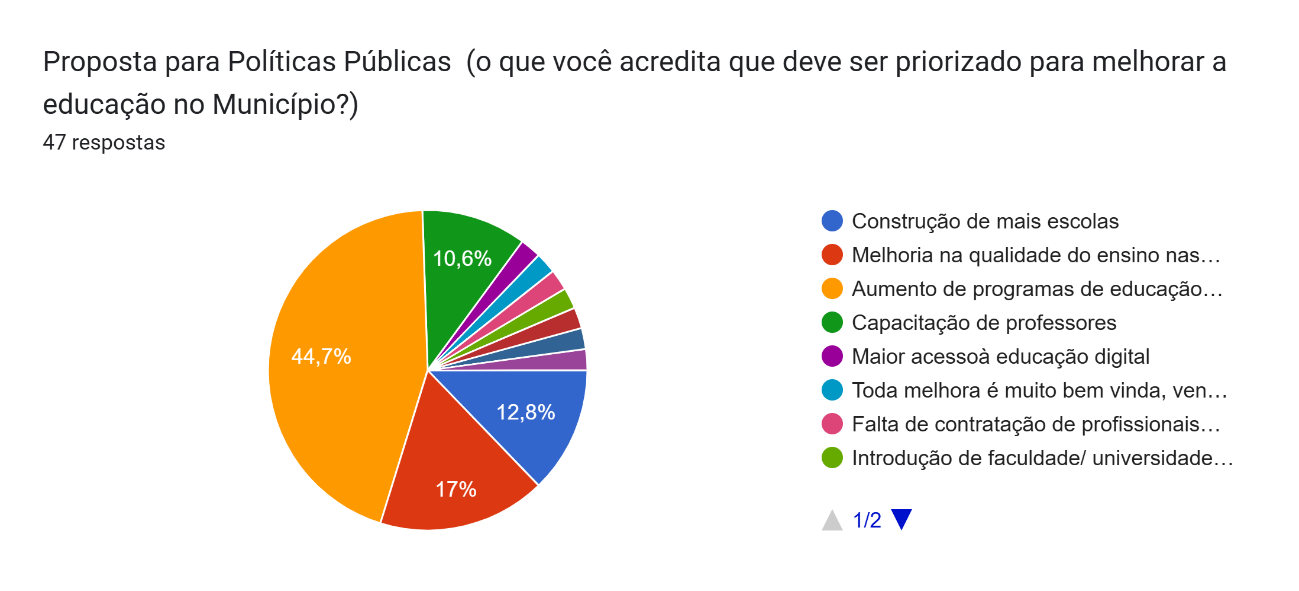 Proposta para Políticas Públicas  (o que você acredita que deve ser priorizado para melhorar a
educação no Município?)
47 respostas
10,6%
44,7%
12,8%
17%
Construção de mais escolas
Melhoria na qualidade do ensino nas…
Aumento de programas de educação…
Capacitação de professores
Maior acessoà educação digital
Toda melhora é muito bem vinda, ven…
Falta de contratação de profissionais…
Introdução de faculdade/ universidade…
1/2